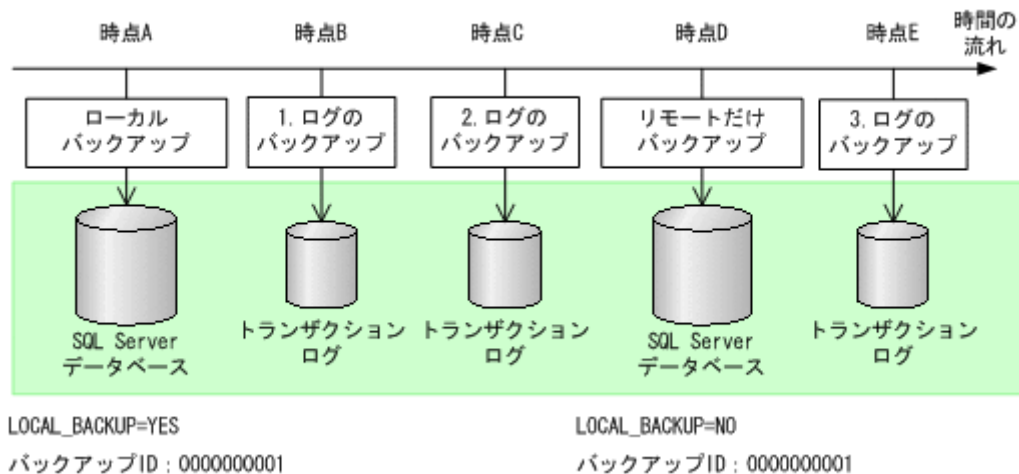 時点A
時点B
時点C
時点D
時点E
時間の
流れ
ローカル
バックアップ
1.ログの
バックアップ
2.ログの
バックアップ
リモートだけ
バックアップ
3.ログの
バックアップ
SQL Server
データベース
トランザクション
ログ
トランザクション
ログ
SQL Server
データベース
トランザクション
ログ
LOCAL_BACKUP=YES
バックアップID：0000000001
LOCAL_BACKUP=NO
バックアップID：0000000001